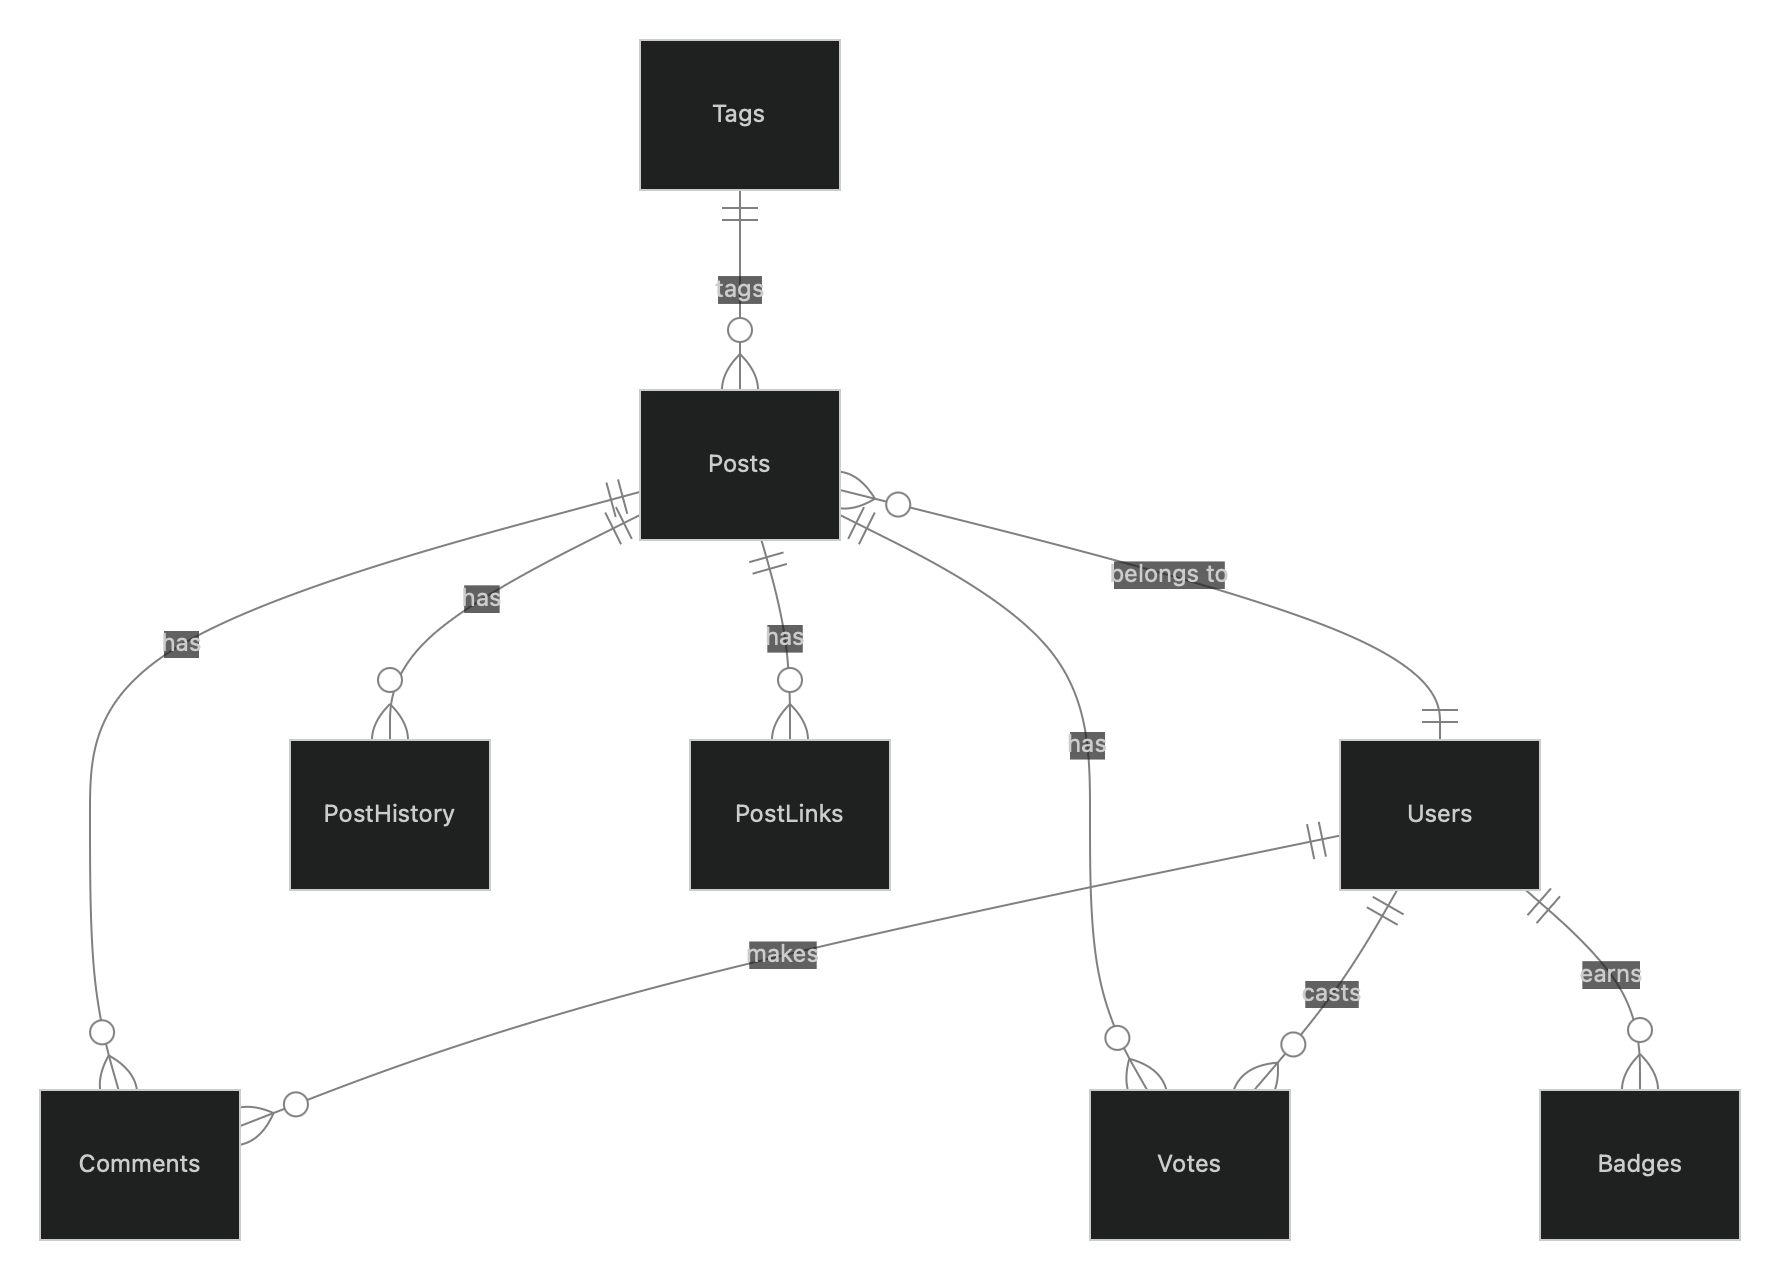 Tags
tags
Posts
belongs to
has
has
has
has
PostHistory
PostLinks
Users
makes
casts
earns
Comments
Votes
Badges